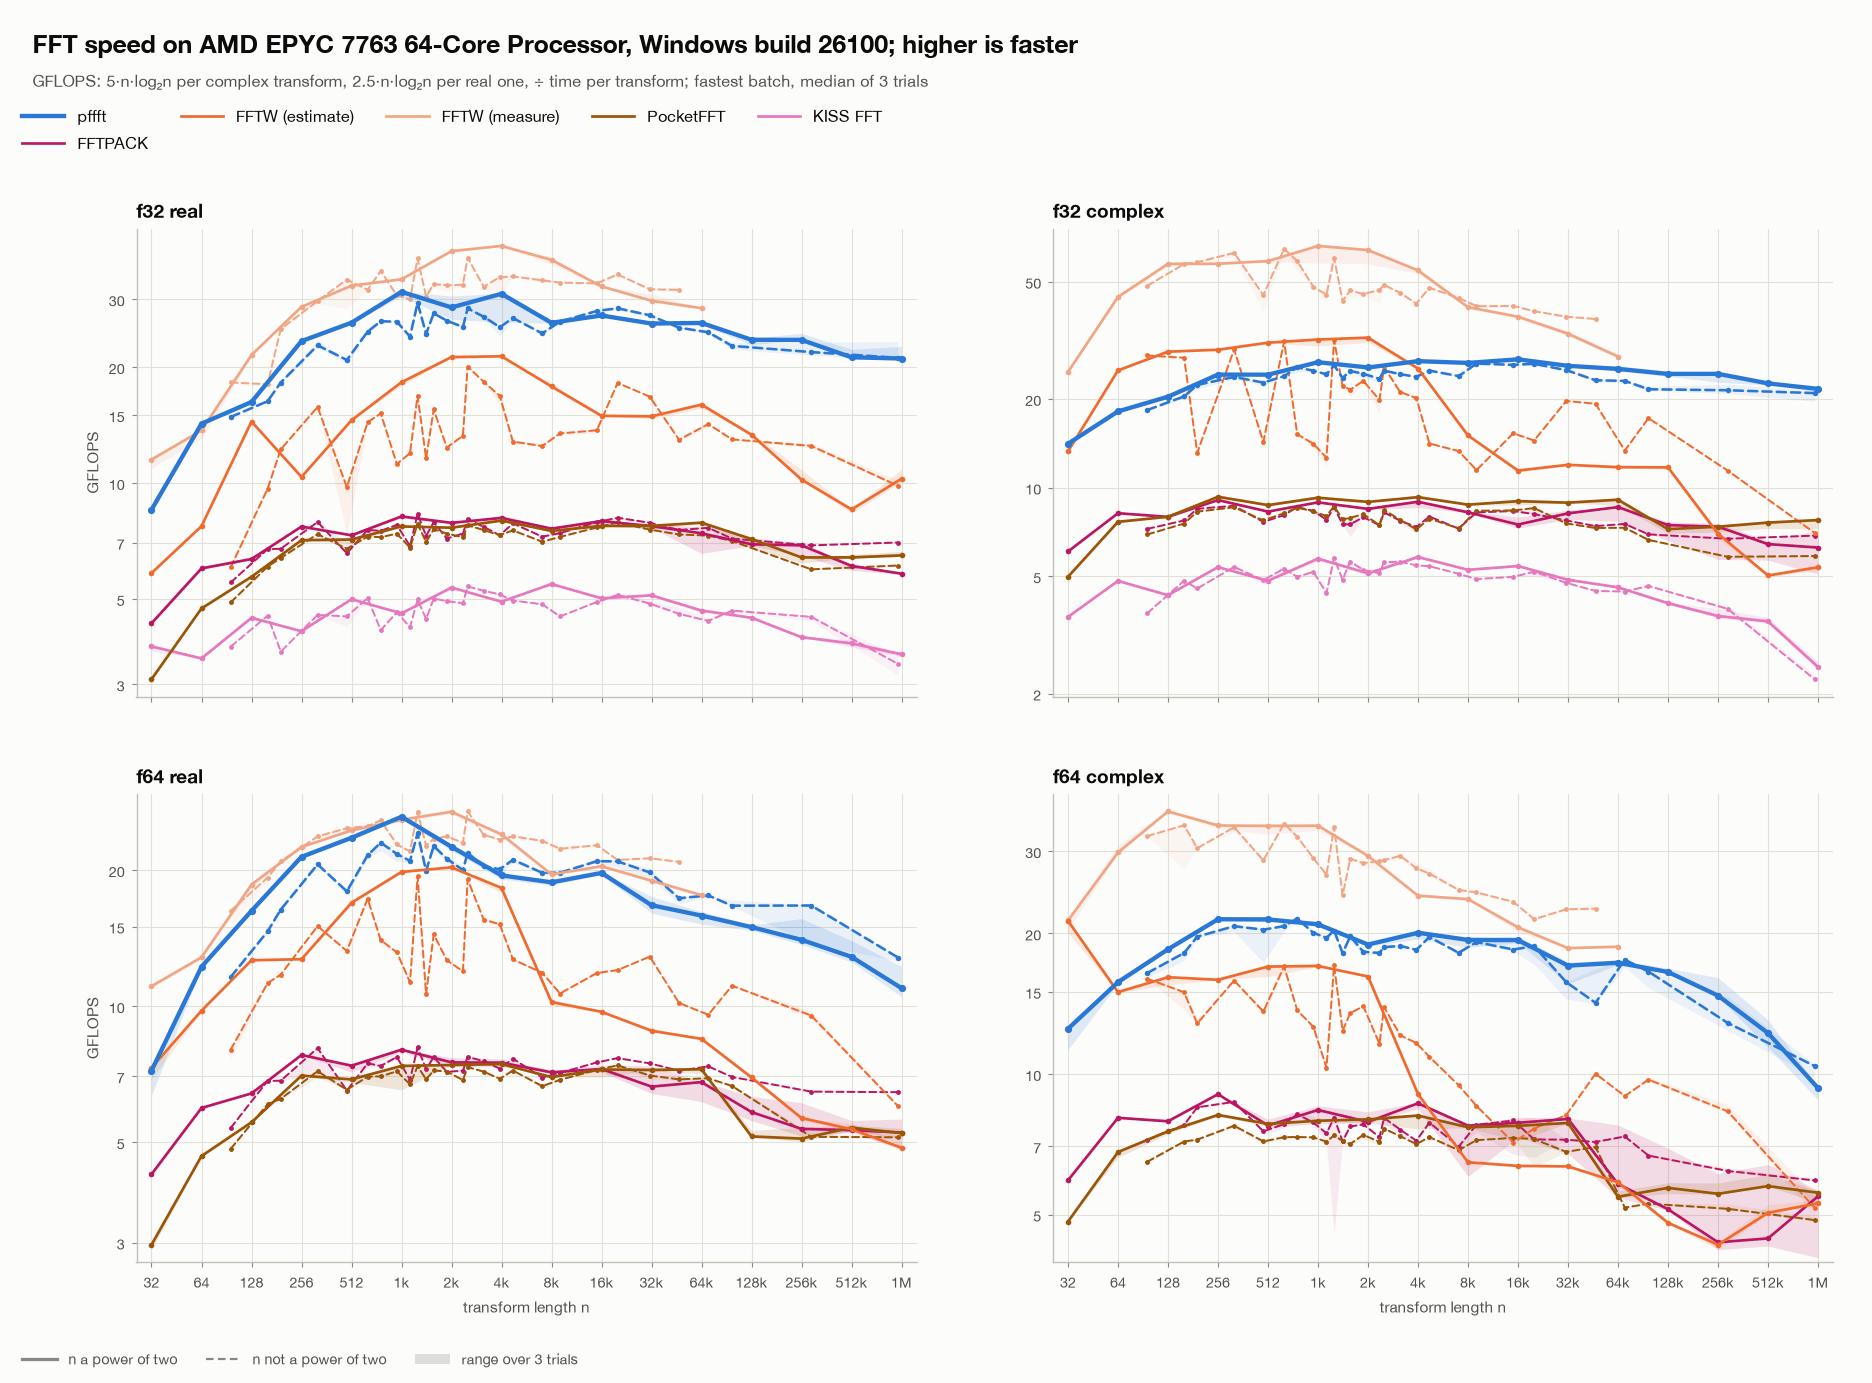 FFT speed on AMD EPYC 7763 64-Core Processor, Windows build 26100; higher is faster
GFLOPS: 5·n·log₂n per complex transform, 2.5·n·log₂n per real one, ÷ time per transform; fastest batch, median of 3 trials
pffft FFTW (estimate) FFTW (measure) PocketFFT KISS FFT
FFTPACK
f32 real
30
20
15
10
7
5
3
GFLOPS
f32 complex
50
20
10
5
2
f64 real
20
15
10
7
5
3
GFLOPS
32 64 128 256 512 1k 2k 4k 8k 16k 32k 64k 128k 256k 512k 1M
transform length n
f64 complex
30
20
15
10
7
5
32 64 128 256 512 1k 2k 4k 8k 16k 32k 64k 128k 256k 512k 1M
transform length n
n a power of two n not a power of two range over 3 trials